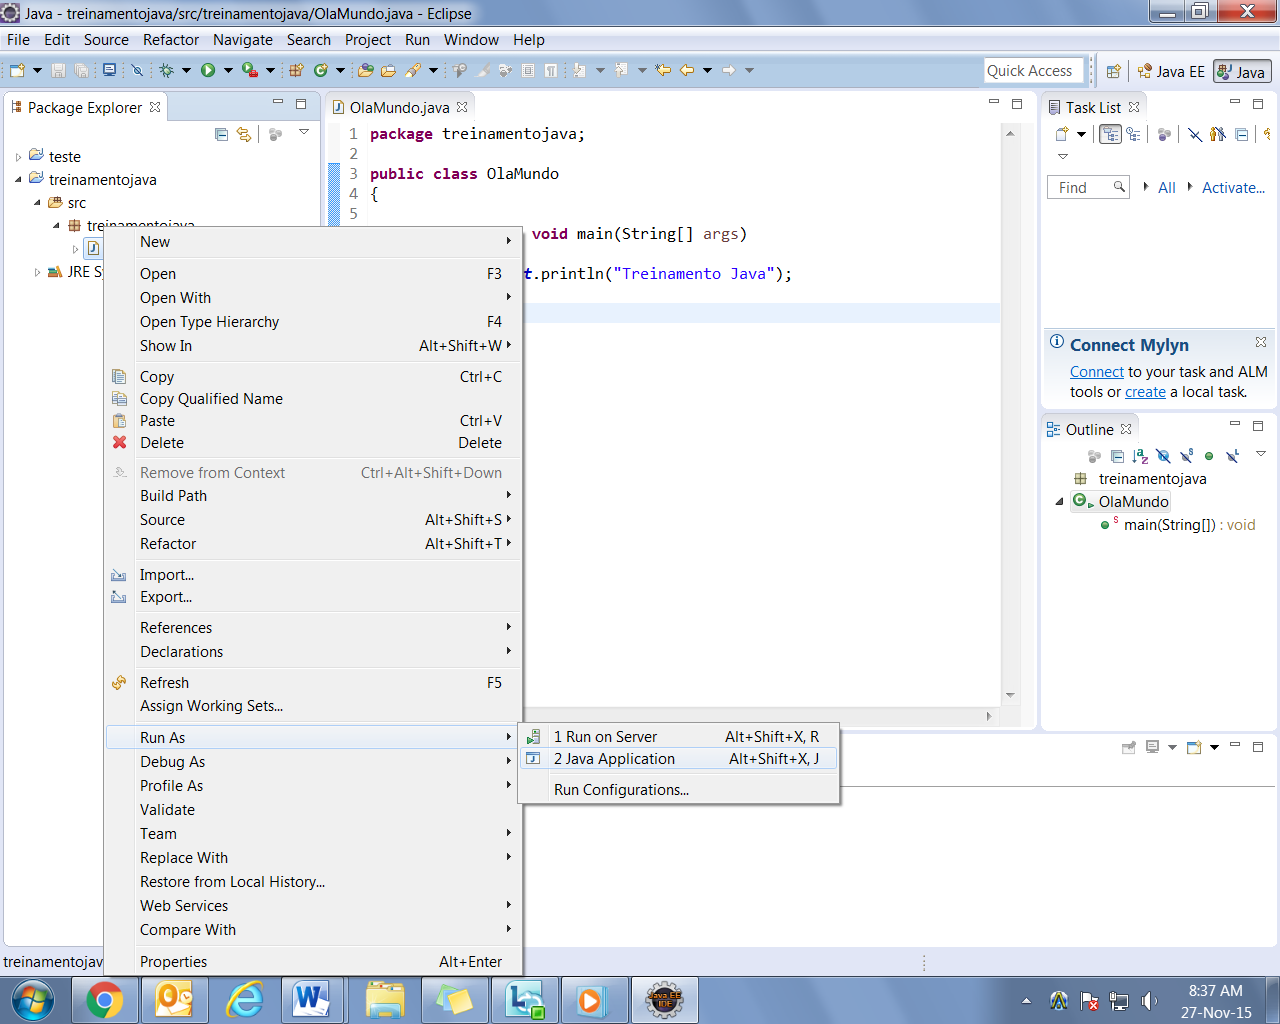 Java - treinamentojava/src/treinamentojava/OlaMundo.java - Eclipse
File Edit Source Refactor Navigate Search Project Run Window Help
Quick Access
Java EE
Java
Package Explorer
teste
treinamentojava
src
treinamentojava
JRE Sy
OlaMundo.java
1 package treinamentojava;
2
3 public class OlaMundo
4 {
5
void main(String[] args)
t.println("Treinamento Java");
New
Open F3
Open With
Open Type Hierarchy F4
Show In Alt+Shift+W
Copy Ctrl+C
Copy Qualified Name
Paste Ctrl+V
Delete Delete
Remove from Context Ctrl+Alt+Shift+Down
Build Path
Source Alt+Shift+S
Refactor Alt+Shift+T
Import...
Export...
References
Declarations
Refresh F5
Assign Working Sets...
Run As
Debug As
Profile As
Validate
Team
Replace With
Restore from Local History...
Web Services
Compare With
Properties Alt+Enter
1 Run on Server Alt+Shift+X, R
2 Java Application Alt+Shift+X, J
Run Configurations...
Task List
Find
All
Activate...
Connect Mylyn
Connect to your task and ALM
tools or create a local task.
Outline
treinamentojava
OlaMundo
main(String[]) : void
treinamentojav
Java EE
IDE
8:37 AM
27-Nov-15